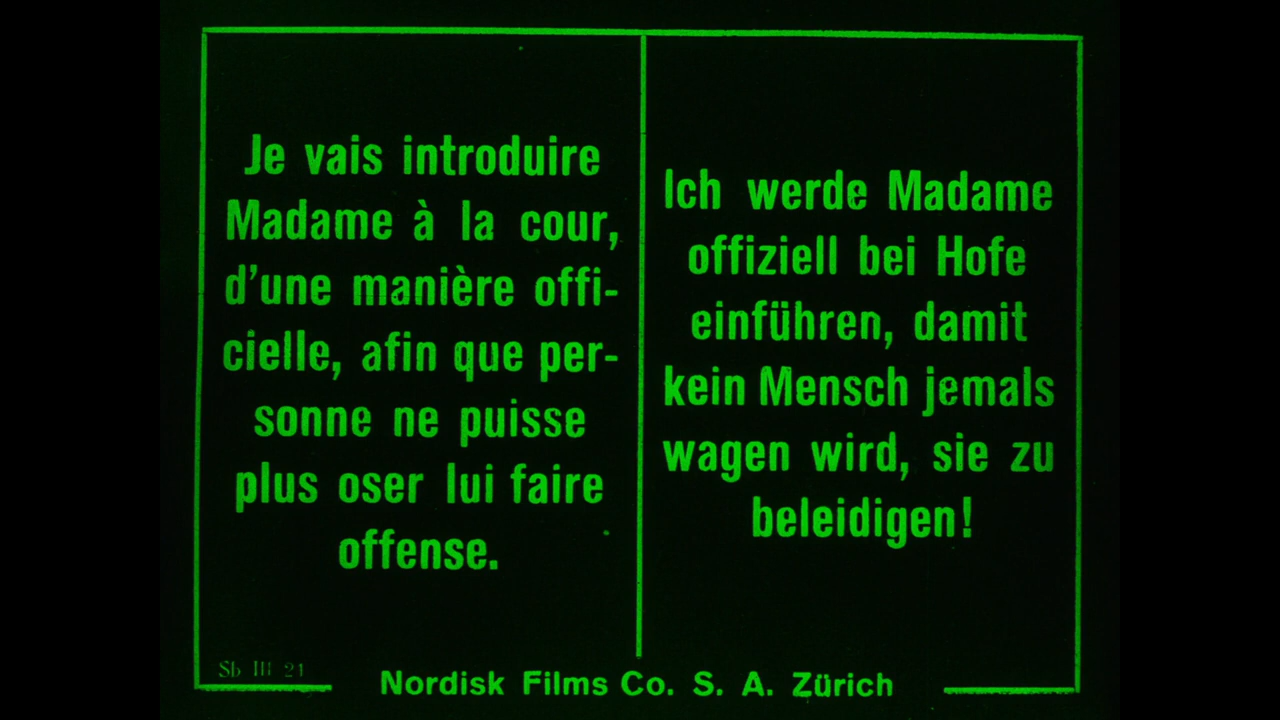 Je vais introduire
Madame à la cour,
d'une manière offi-
cielle, afin que per-
sonne ne puisse
plus oser lui faire
offense.
Ich werde Madame
offiziell bei Hofe
einführen, damit
kein Mensch jemals
wagen wird, sie zu
beleidigen!
Sb III 21
Nordisk Films Co. S. A. Zürich